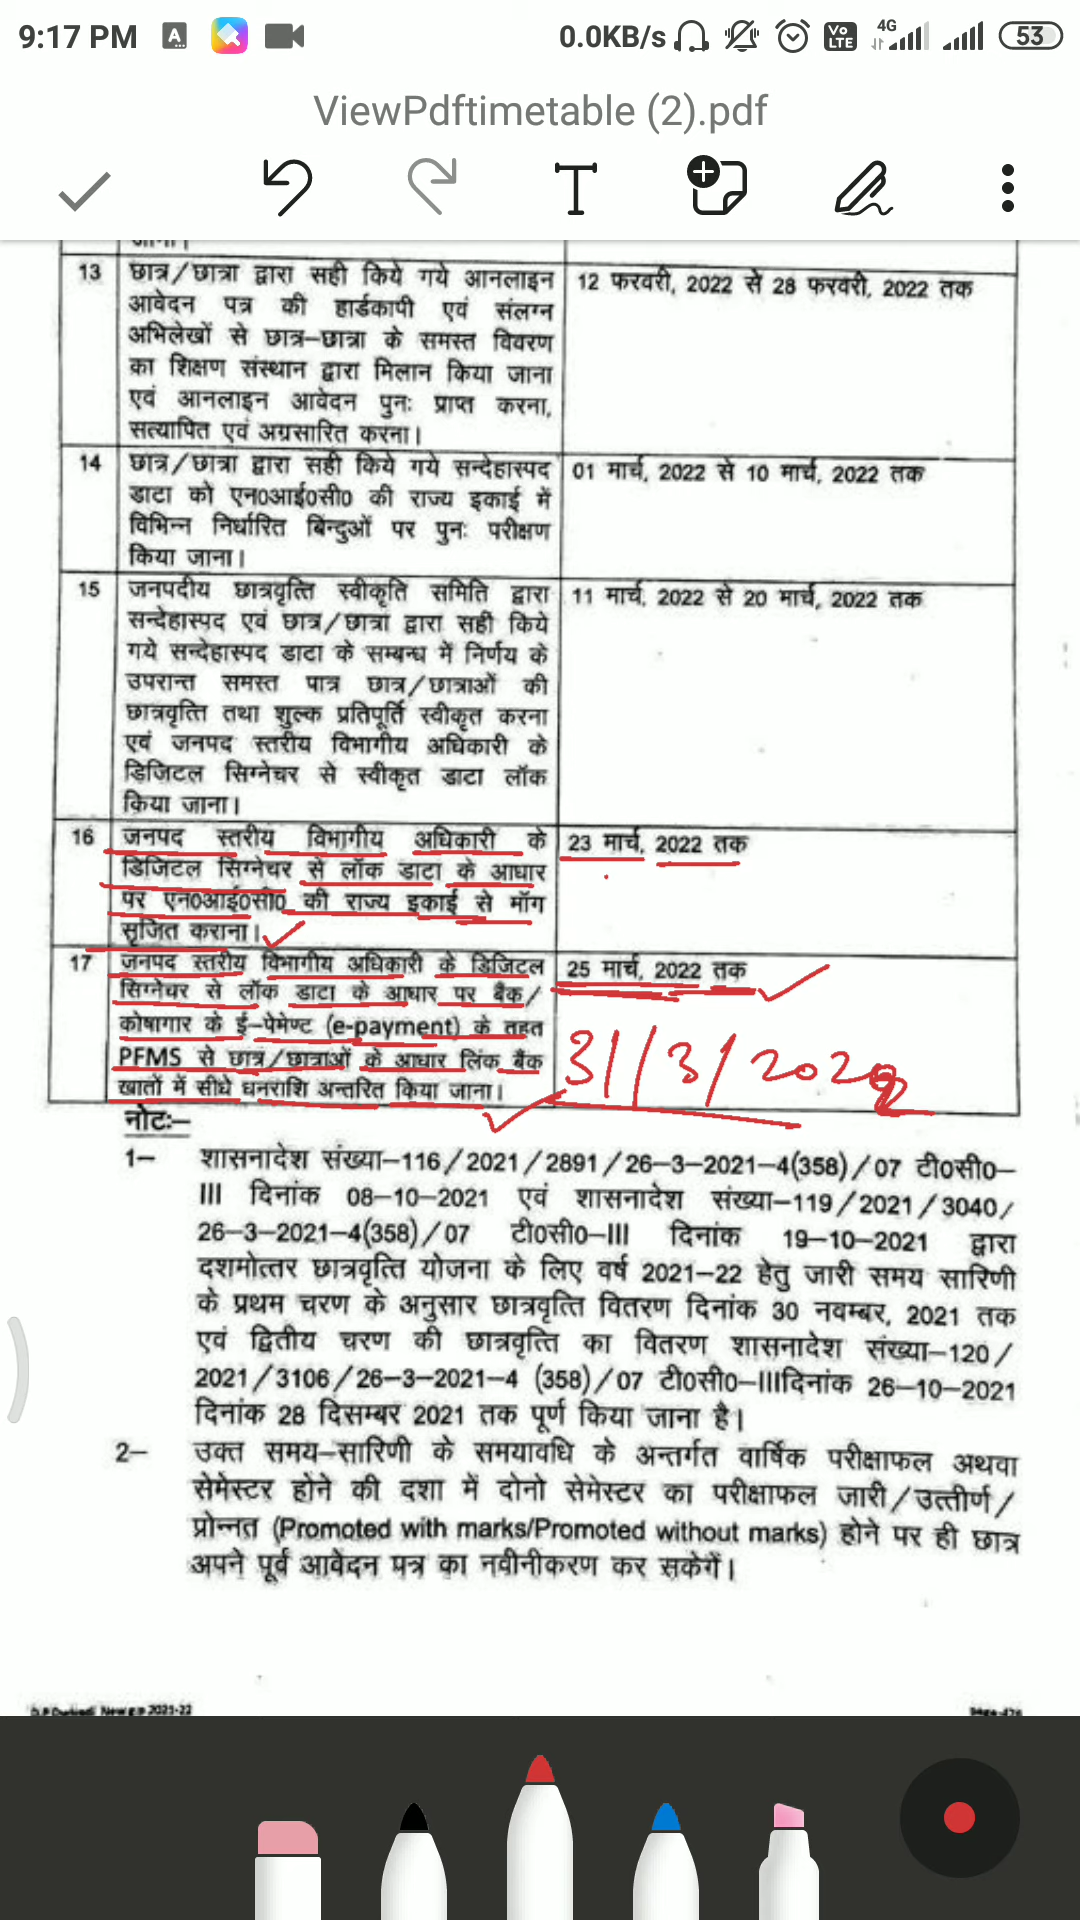 9:17 PM
0.0KB/s
4G
Vo LTE
53
ViewPdftimetable (2).pdf
जाना।
13 छात्र/छात्रा द्वारा सही किये गये आनलाइन 12 फरवरी, 2022 से 28 फरवरी, 2022 तक
आवेदन पत्र की हार्डकापी एवं संलग्न
अभिलेखों से छात्र–छात्रा के समस्त विवरण
का शिक्षण संस्थान द्वारा मिलान किया जाना
एवं आनलाइन आवेदन पुनः प्राप्त करना,
सत्यापित एवं अग्रसारित करना।
14 छात्र/छात्रा द्वारा सही किये गये सन्देहास्पद 01 मार्च, 2022 से 10 मार्च, 2022 तक
डाटा को एन0आई0सी0 की राज्य इकाई में
विभिन्न निर्धारित बिन्दुओं पर पुनः परीक्षण
किया जाना।
15 जनपदीय छात्रवृत्ति स्वीकृति समिति द्वारा 11 मार्च, 2022 से 20 मार्च, 2022 तक
सन्देहास्पद एवं छात्र/छात्रा द्वारा सही किये
गये सन्देहास्पद डाटा के सम्बन्ध में निर्णय के
उपरान्त समस्त पात्र छात्र/छात्राओं की
छात्रवृत्ति तथा शुल्क प्रतिपूर्ति स्वीकृत करना
एवं जनपद स्तरीय विभागीय अधिकारी के
डिजिटल सिग्नेचर से स्वीकृत डाटा लॉक
किया जाना।
16 जनपद स्तरीय विभागीय अधिकारी के 23 मार्च, 2022 तक
डिजिटल सिग्नेचर से लॉक डाटा के आधार
पर एन0आई0सी0 की राज्य इकाई से मॉग
सृजित कराना।
17 जनपद स्तरीय विभागीय अधिकारी के डिजिटल 25 मार्च, 2022 तक
सिग्नेचर से लॉक डाटा के आधार पर बैंक/
कोषागार के ई–पेमेण्ट (e-payment) के तहत
PFMS से छात्र/छात्राओं के आधार लिंक बैंक
खातों में सीधे धनराशि अन्तरित किया जाना।
31/3/2022
नोटः–
1– शासनादेश संख्या–116/2021/2891/26–3–2021–4(358)/07 टी0सी0–
III दिनांक 08–10–2021 एवं शासनादेश संख्या–119/2021/3040/
26–3–2021–4(358)/07 टी0सी0–III दिनांक 19–10–2021 द्वारा
दशमोत्तर छात्रवृत्ति योजना के लिए वर्ष 2021–22 हेतु जारी समय सारिणी
के प्रथम चरण के अनुसार छात्रवृत्ति वितरण दिनांक 30 नवम्बर, 2021 तक
एवं द्वितीय चरण की छात्रवृत्ति का वितरण शासनादेश संख्या–120/
2021/3106/26–3–2021–4 (358)/07 टी0सी0–IIIदिनांक 26–10–2021
दिनांक 28 दिसम्बर 2021 तक पूर्ण किया जाना है।
2– उक्त समय–सारिणी के समयावधि के अन्तर्गत वार्षिक परीक्षाफल अथवा
सेमेस्टर होने की दशा में दोनो सेमेस्टर का परीक्षाफल जारी/उत्तीर्ण/
प्रोन्नत (Promoted with marks/Promoted without marks) होने पर ही छात्र
अपने पूर्व आवेदन पत्र का नवीनीकरण कर सकेगें।
2021-22